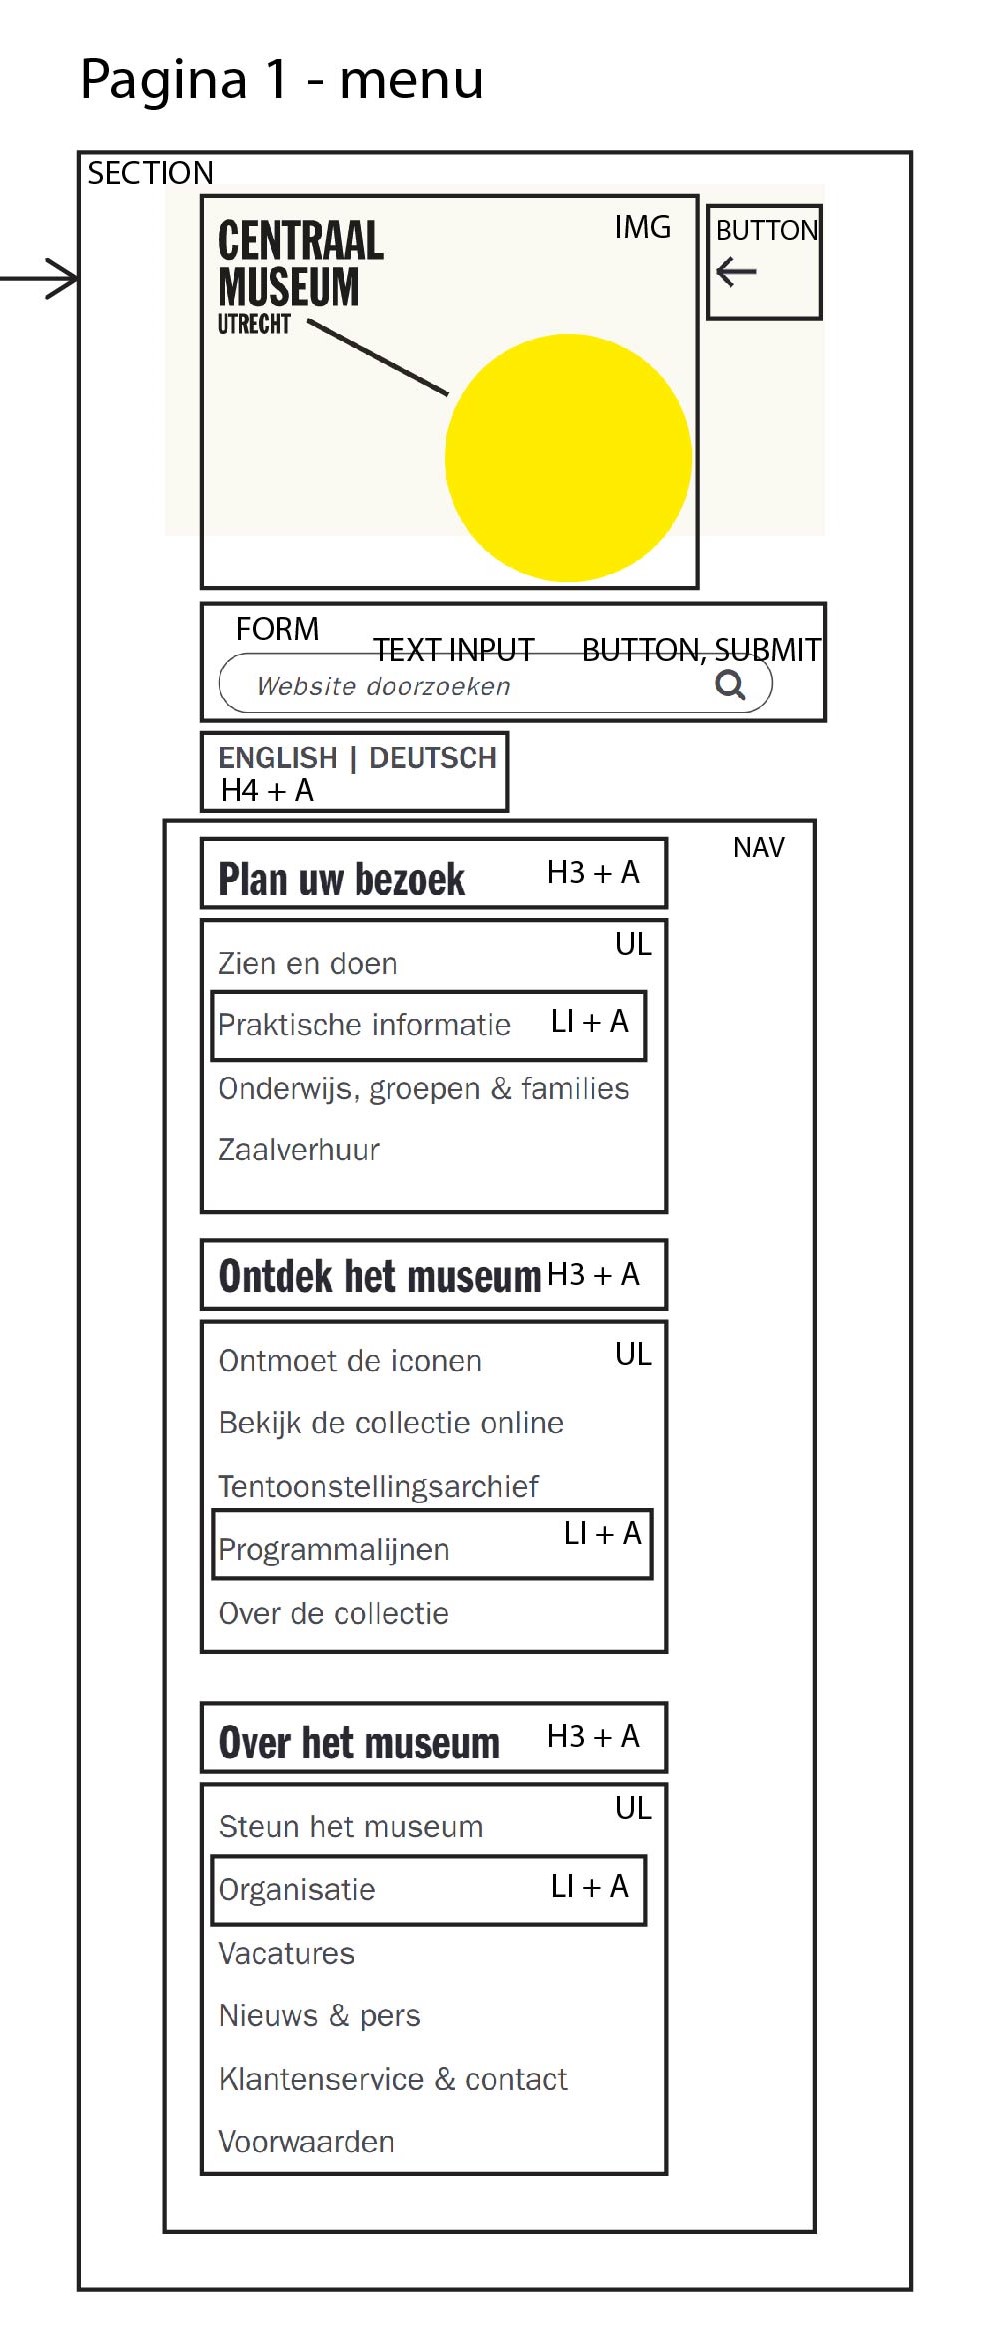 Pagina 1 - menu
SECTION
CENTRAAL
MUSEUM
UTRECHT
IMG
BUTTON
FORM
TEXT INPUT
BUTTON, SUBMIT
Website doorzoeken
ENGLISH | DEUTSCH
H4 + A
NAV
Plan uw bezoek H3 + A
UL
Zien en doen
Praktische informatie LI + A
Onderwijs, groepen & families
Zaalverhuur
Ontdek het museum H3 + A
UL
Ontmoet de iconen
Bekijk de collectie online
Tentoonstellingsarchief
Programmalijnen LI + A
Over de collectie
Over het museum H3 + A
UL
Steun het museum
Organisatie LI + A
Vacatures
Nieuws & pers
Klantenservice & contact
Voorwaarden